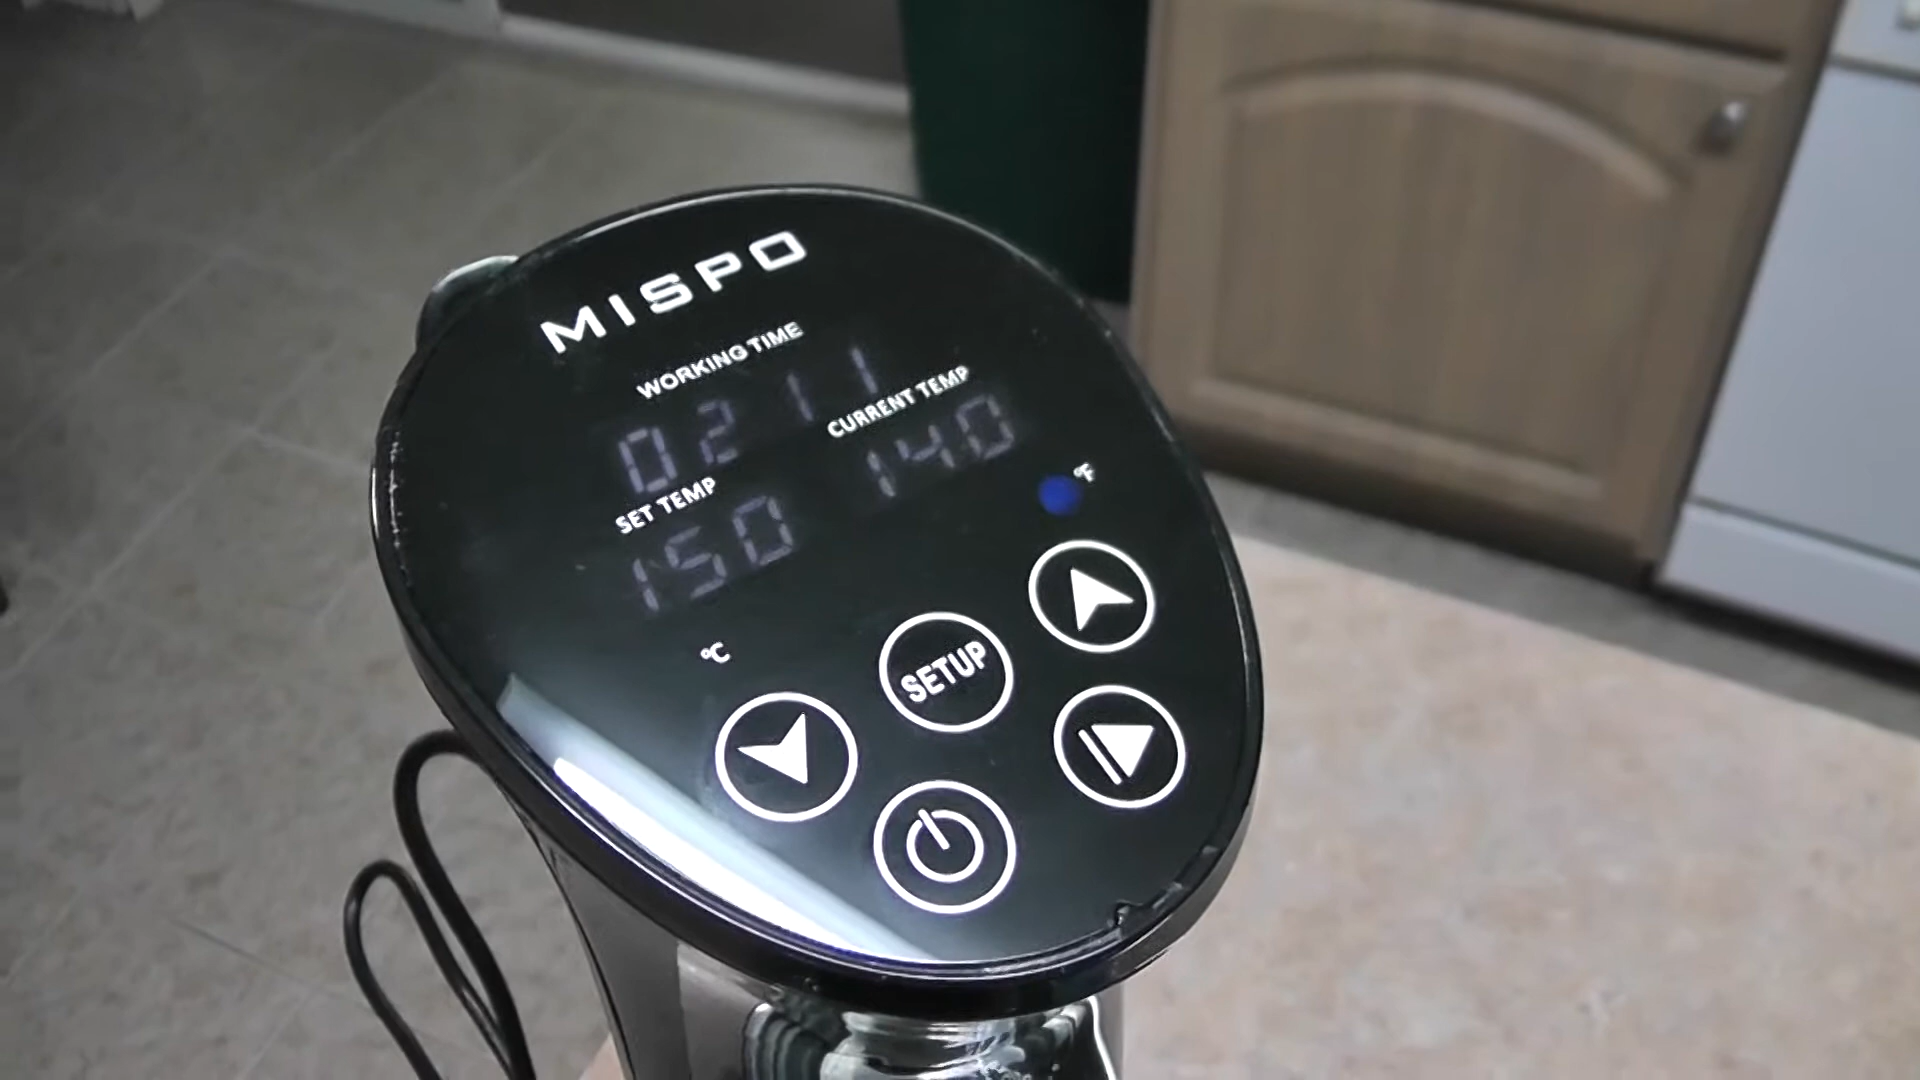 MISPO
WORKING TIME
0211
CURRENT TEMP
140
°F
SET TEMP
150
°C
SETUP